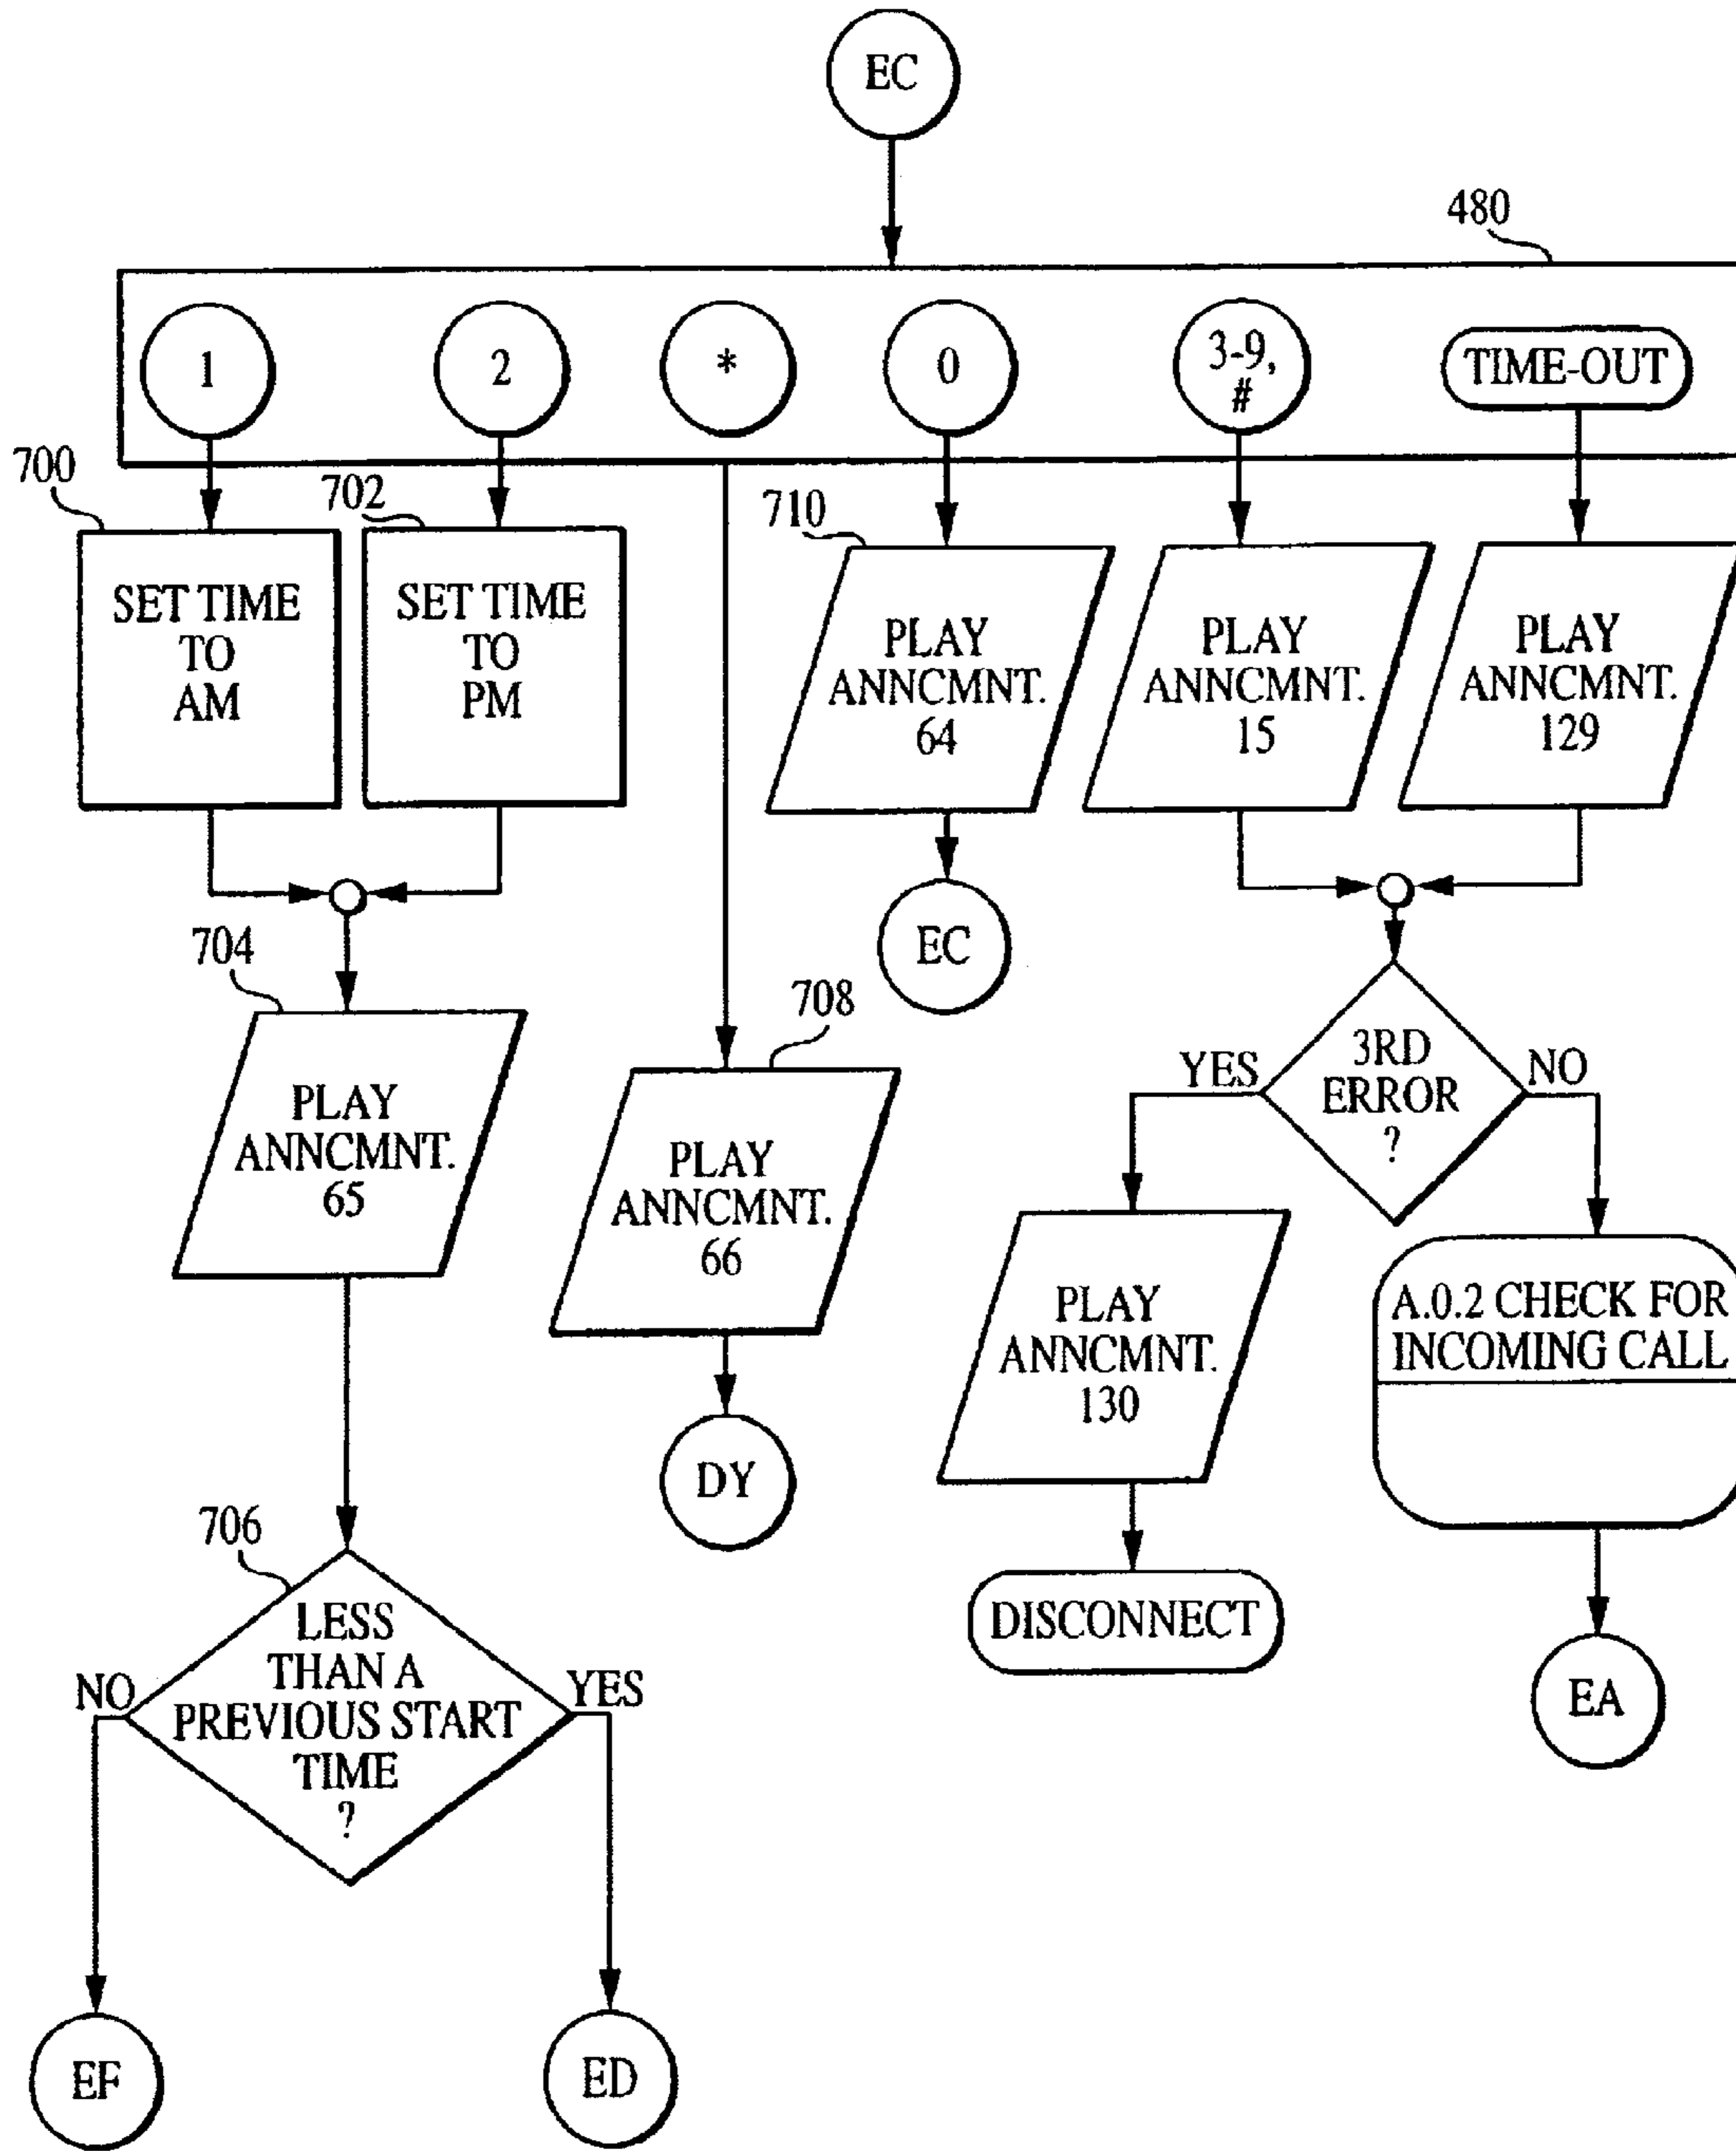 EC
480
1
2
*
0
3-9,
#
TIME-OUT
700
702
710
SET TIME
TO
AM
SET TIME
TO
PM
PLAY
ANNCMNT.
64
PLAY
ANNCMNT.
15
PLAY
ANNCMNT.
129
EC
704
708
PLAY
ANNCMNT.
65
PLAY
ANNCMNT.
66
YES
3RD
ERROR
?
NO
PLAY
ANNCMNT.
130
A.0.2 CHECK FOR
INCOMING CALL
DY
DISCONNECT
EA
706
NO
LESS
THAN A
PREVIOUS START
TIME
?
YES
EF
ED